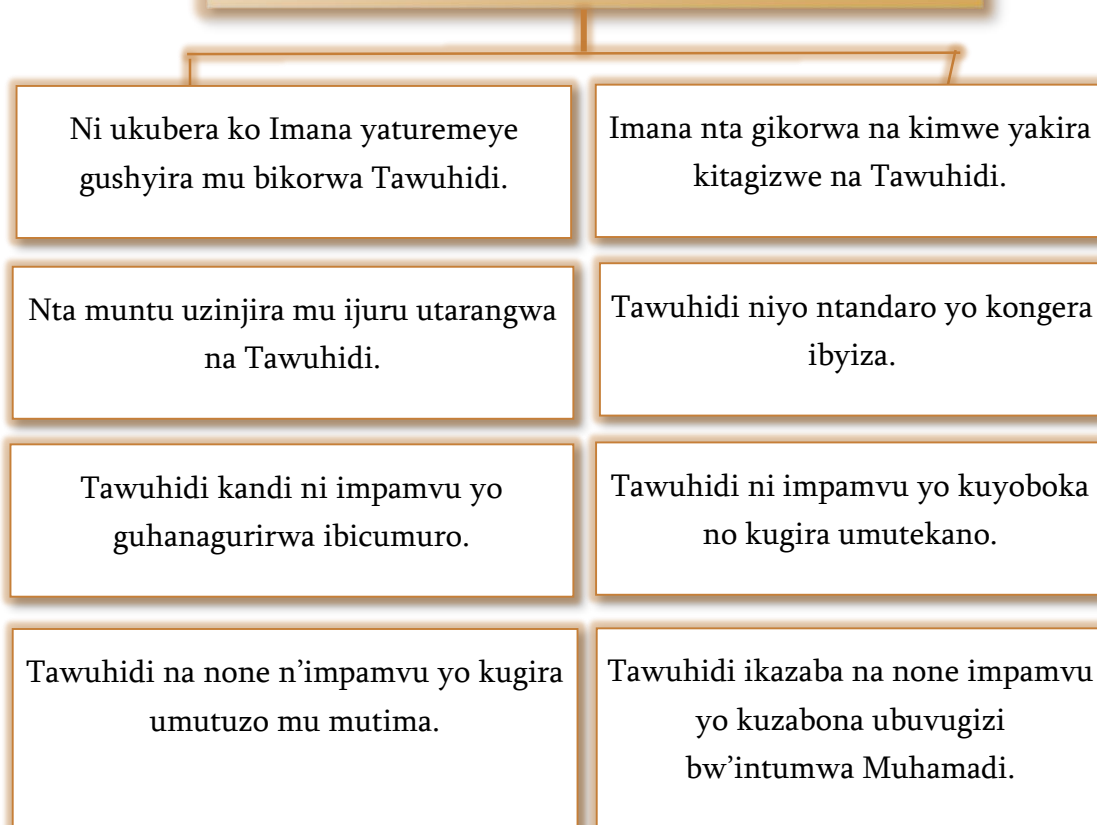 Ni ukubera ko Imana yaturemeye
gushyira mu bikorwa Tawuhidi.
Imana nta gikorwa na kimwe yakira
kitagizwe na Tawuhidi.
Nta muntu uzinjira mu ijuru utarangwa
na Tawuhidi.
Tawuhidi niyo ntandaro yo kongera
ibyiza.
Tawuhidi kandi ni impamvu yo
guhanagurirwa ibicumuro.
Tawuhidi ni impamvu yo kuyoboka
no kugira umutekano.
Tawuhidi na none n’impamvu yo kugira
umutuzo mu mutima.
Tawuhidi ikazaba na none impamvu
yo kuzabona ubuvugizi
bw’intumwa Muhamadi.